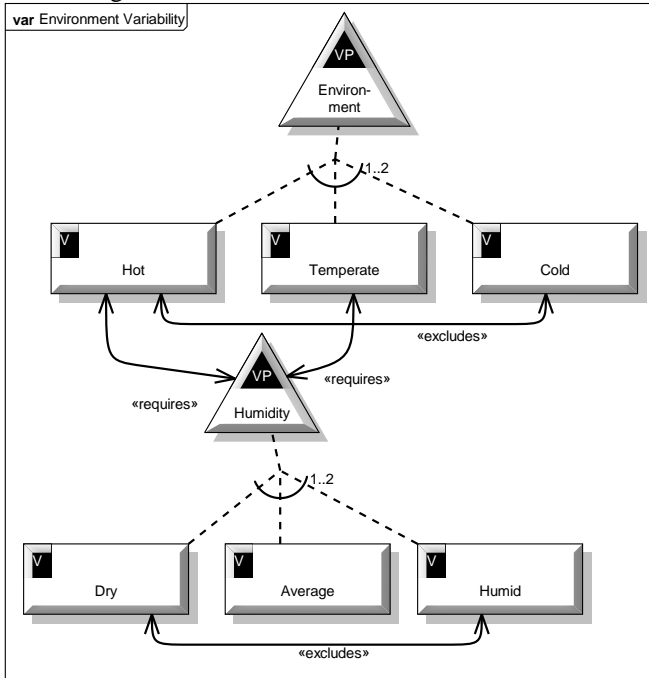 var Environment Variability
VP
Environ-
ment
1..2
V
Hot
V
Temperate
V
Cold
«excludes»
«requires»
«requires»
VP
Humidity
1..2
V
Dry
V
Average
V
Humid
«excludes»